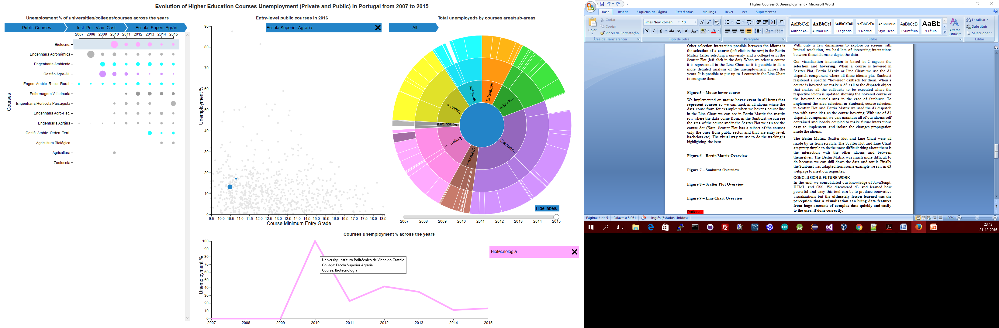 Evolution of Higher Education Courses Unemployment (Private and Public) in Portugal from 2007 to 2015
Unemployment % of universities/colleges/courses across the years
Public Courses
Inst. Poli. Vian. Cast.
Escola. Superi. Agrári.
2007 2008 2009 2010 2011 2012 2013 2014 2015
Courses
Biotecno.
Engenharia Agronómica
Engenharia Ambiente
Gestão Agro-Ali.
Engen. Ambie. Recur. Rurai.
Enfermagem Veterinária
Engenharia Hortícola Paisagista
Engenharia Agro-Pec.
Engenharia Agrária
Gestã. Ambie. Orden. Terri.
Agricultura Biológica
Agricultura
Zootecnia
Entry-level public courses in 2016
Escola Superior Agrária
Unemployment %
90
80
70
60
50
40
30
20
10
0
9.5 10.0 10.5 11.0 11.5 12.0 12.5 13.0 13.5 14.0 14.5 15.0 15.5 16.0 16.5 17.0 17.5 18.0 18.5
Course Minimum Entry Grade
Total unemployeds by courses area/sub-areas
All
Serviços
Educação
Artes e...
Saúde e...
Agricultura
Engen. ...
Ciências...
Ciências...
Hide labels
2007 2008 2009 2010 2011 2012 2013 2014 2015
Courses unemployment % across the years
Unemployment %
100
90
80
70
60
50
40
30
20
10
0
2007 2008 2009 2010 2011 2012 2013 2014 2015
University: Instituto Politécnico de Viana do Castelo
College: Escola Superior Agrária
Course: Biotecnologia
Biotecnologia
Higher Courses & Unemployment - Microsoft Word
Base Inserir Esquema de Página Referências Mailings Rever Ver Suplementos
Colar
Cortar
Copiar
Pincel de Formatação
Área de Transferência
Times New Roman 10
N I S abc x₂ x² Aa
Tipo de Letra
Parágrafo
AaBbCcI AaBbCcl AaBbCcDdI AaBbCcDd AaBbCcDdE AaBbCcDd AaBb
Author Af... Author Na... ¶ Legenda ¶ Normal Style Desc... ¶ Subtítulo ¶ Título
Alterar Estilos
Estilos
Localizar
Substituir
Seleccionar
Editar
Other selection interaction possible between the idioms is
the selection of a course (left click in the row) in the Bertin
Matrix (after selecting a university and a college) or in the
Scatter Plot (left click in the dot). When we select a course
it is represented in the Line Chart so it is possible to do a
more detailed analysis of the unemployment across the
years. It is possible to put up to 5 courses in the Line Chart
to compare them.
Figure 5 – Mouse hover course
We implemented on mouse hover event in all items that
represent courses so we can track in all idioms where the
data come from for example: when we hover a course line
in the Line Chart we can see in Bertin Matrix the matrix
row where the data come from, in the Sunburst we can see
the area of the course and in the Scatter Plot we can see the
course dot (Note: Scatter Plot has a subset of the courses
only the ones from public sector and that are entry level,
bachelors etc). The visual way we use to do the tracking is
highlighting the item.
Figure 6 – Bertin Matrix Overview
Figure 7 – Sunburst Overview
Figure 8 – Scatter Plot Overview
Figure 9 – Line Chart Overview
Rationale
With only a few dimensions to explore on screens with
limited resolution, we had lots of interesting interactions
between these idioms to depict the data.
Our visualization interaction is based in 2 aspects the
selection and hovering. When a course is hovered in
Scatter Plot, Bertin Matrix or Line Chart we use the d3
dispatch component where all these idioms plus Sunburst
registered a specific “hovered” callback for them. When a
course is hovered we make a d3 call to the dispatch object
that makes all the callbacks to be executed where the
respective idiom is updated showing the hovered course or
the hovered course’s area in the case of Sunburst. To
implement the area selection in Sunburst, course selection
in Scatter Plot and Bertin Matrix we used the d3 dispatch
too with same idea as the course hovering. With use of d3
dispatch component we can maintain all of our idioms self
contained and loosely coupled to make future interactions
easy to implement and isolate the changes propagation
inside the idioms.
The Bertin Matrix, Scatter Plot and Line Chart were all
made by us from scratch. The Scatter Plot and Line Chart
are pretty simple to do the most difficult thing about them is
the interaction with the other idioms and between
themselves. The Bertin Matrix was much more difficult to
do because we can drill down the data and sort it. Finally
the Sunburst was adapted from some example we saw in d3
webpage to meet our requisites.
CONCLUSION & FUTURE WORK
In the end, we consolidated our knowledge of JavaScript,
HTML and CSS. We discovered d3 and learned how
powerful and easy this tool can be to produce innovative
visualizations but the ultimately lesson learned was the
perception that a visualization can bring data features
from huge amounts of complex data quickly and easily
to the user, if done correctly.
Página: 4 de 5 Palavras: 3.061 Inglês (Estados Unidos) 100%
23:43
21-12-2016